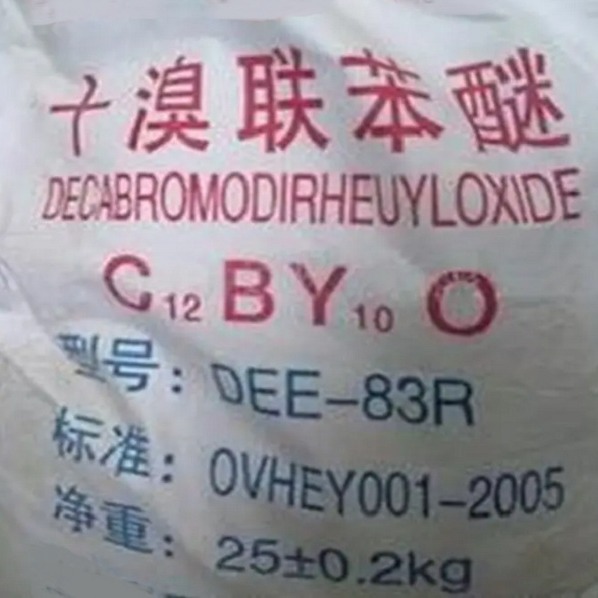 十溴联苯醚
DECABROMODIRHEUYLOXIDE
C12BY10O
型号：DEE-83R
标准：OVHEY001-2005
净重：25±0.2kg